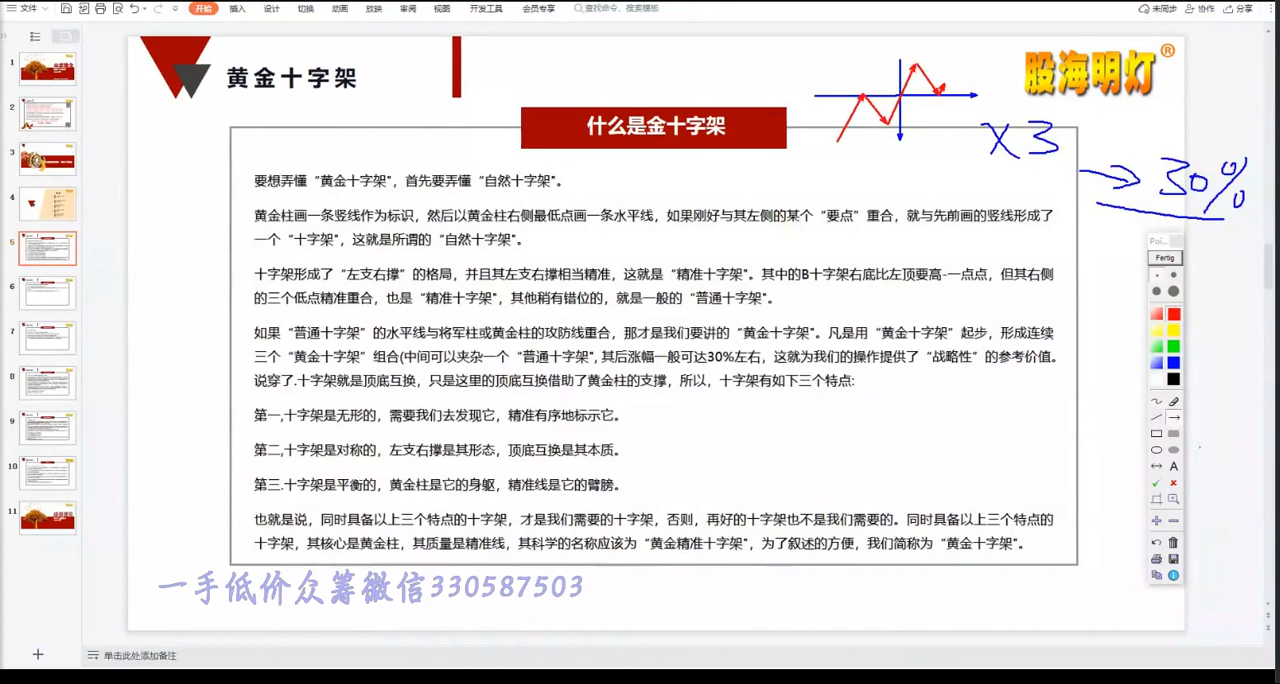 文件
开始
插入
设计
切换
动画
放映
审阅
视图
开发工具
会员专享
查找命令、搜索模板
未同步
协作
分享
黄金十字架
股海明灯®
什么是金十字架
X3
→30%
要想弄懂“黄金十字架”，首先要弄懂“自然十字架”。
黄金柱画一条竖线作为标识，然后以黄金柱右侧最低点画一条水平线，如果刚好与其左侧的某个“要点”重合，就与先前画的竖线形成了
一个“十字架”，这就是所谓的“自然十字架”。
十字架形成了“左支右撑”的格局，并且其左支右撑相当精准，这就是“精准十字架”。其中的B十字架右底比左顶要高-一点点，但其右侧
的三个低点精准重合，也是“精准十字架”，其他稍有错位的，就是一般的“普通十字架”。
如果“普通十字架”的水平线与将军柱或黄金柱的攻防线重合，那才是我们要讲的“黄金十字架”。凡是用“黄金十字架”起步，形成连续
三个“黄金十字架”组合(中间可以夹杂一个“普通十字架”,其后涨幅一般可达30%左右，这就为我们的操作提供了“战略性”的参考价值。
说穿了.十字架就是顶底互换，只是这里的顶底互换借助了黄金柱的支撑，所以，十字架有如下三个特点:
第一,十字架是无形的，需要我们去发现它，精准有序地标示它。
第二,十字架是对称的，左支右撑是其形态，顶底互换是其本质。
第三.十字架是平衡的，黄金柱是它的身躯，精准线是它的臂膀。
也就是说，同时具备以上三个特点的十字架，才是我们需要的十字架，否则，再好的十字架也不是我们需要的。同时具备以上三个特点的
十字架，其核心是黄金柱，其质量是精准线，其科学的名称应该为“黄金精准十字架”，为了叙述的方便，我们简称为“黄金十字架”。
一手低价众筹微信330587503
Poi...
Fertig
A
1
2
3
4
5
6
7
8
9
10
11
单击此处添加备注